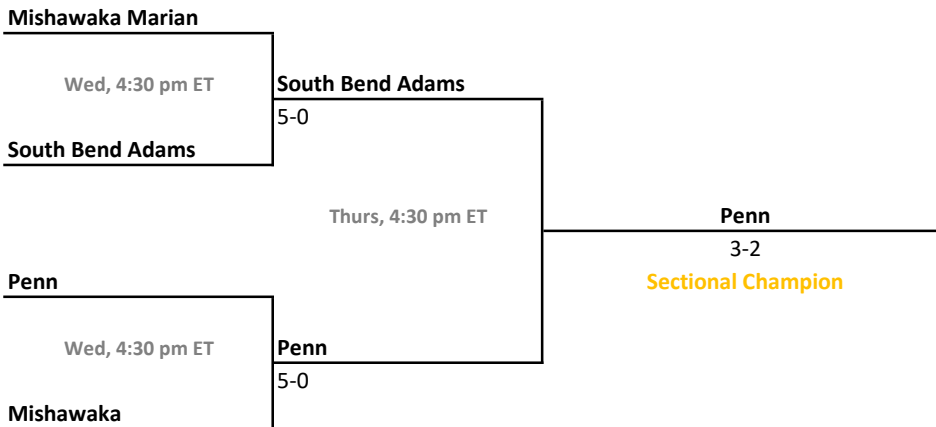 Mishawaka Marian
Wed, 4:30 pm ET
South Bend Adams
5-0
South Bend Adams
Thurs, 4:30 pm ET
Penn
3-2
Sectional Champion
Penn
Wed, 4:30 pm ET
Penn
5-0
Mishawaka